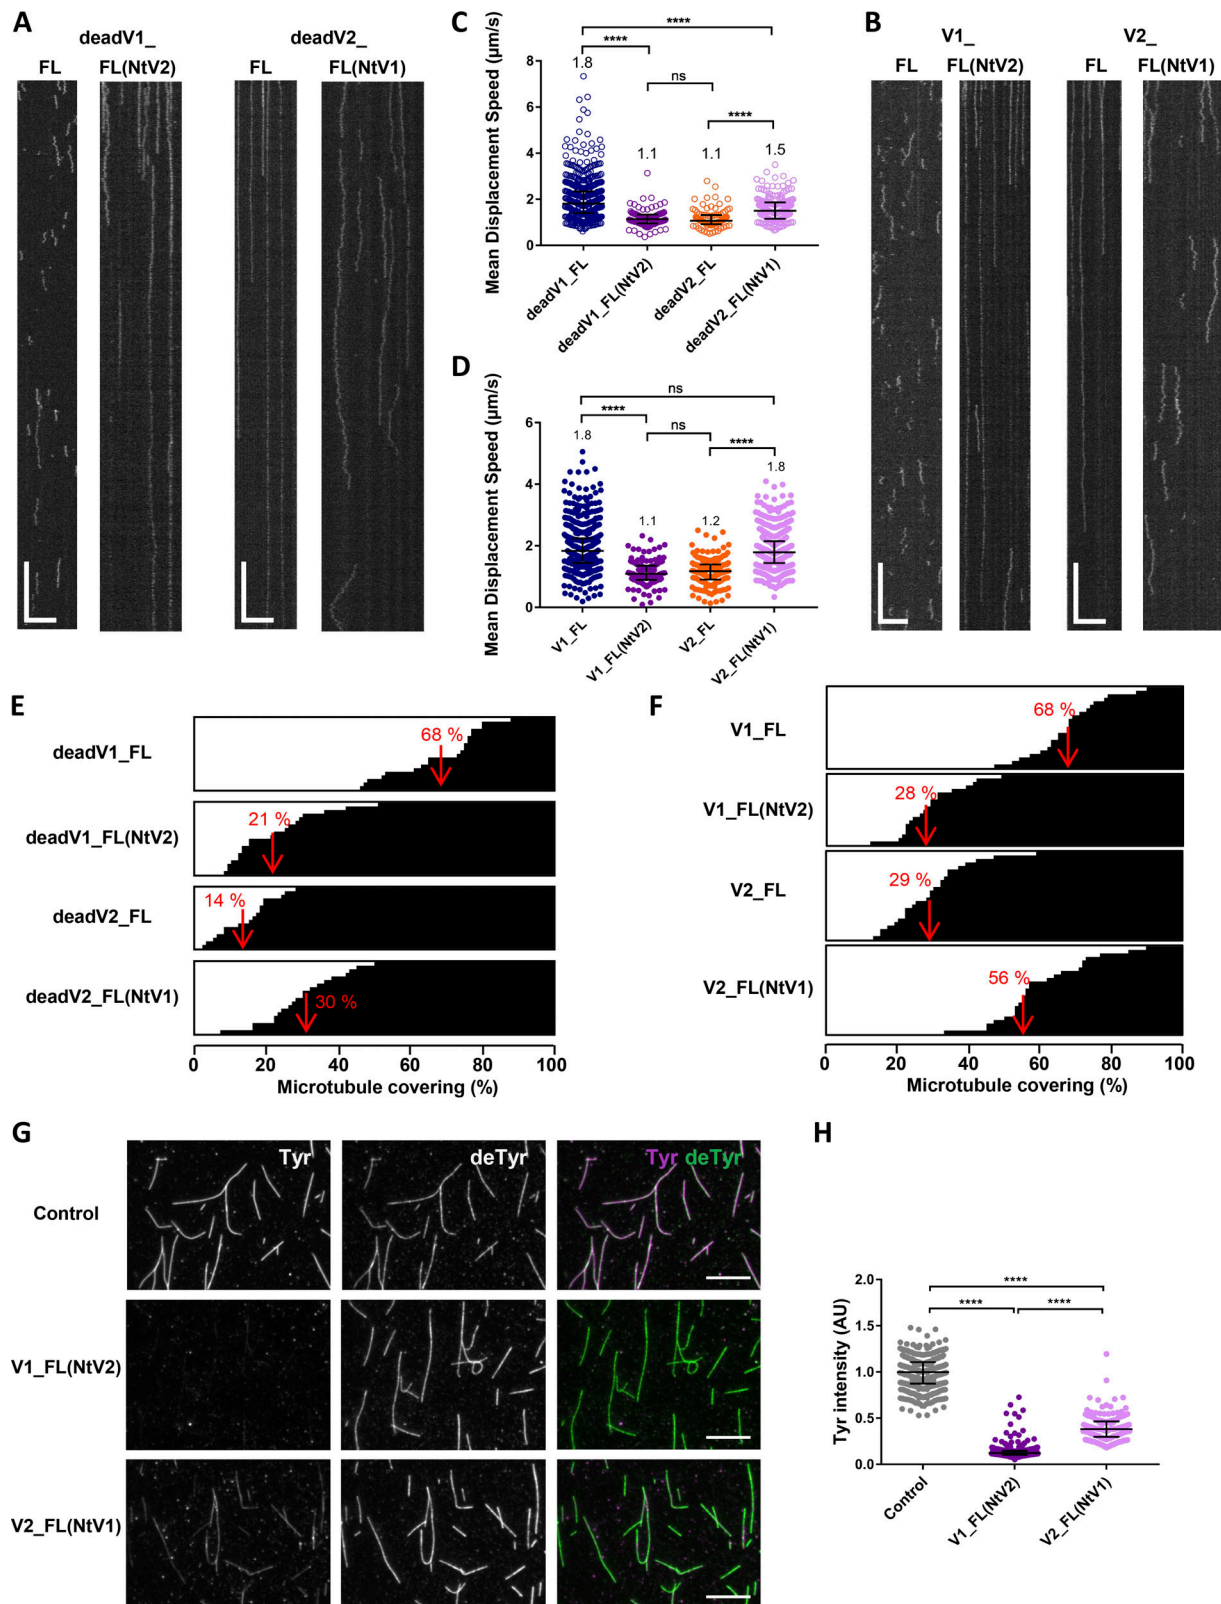 A
deadV1_
deadV2_
FL
FL(NtV2)
FL
FL(NtV1)
C
Mean Displacement Speed (µm/s)
8
6
4
2
0
****
****
ns
****
1.8
1.1
1.1
1.5
deadV1_FL
deadV1_FL(NtV2)
deadV2_FL
deadV2_FL(NtV1)
B
V1_
V2_
FL
FL(NtV2)
FL
FL(NtV1)
D
Mean Displacement Speed (µm/s)
6
4
2
0
ns
****
ns
****
1.8
1.1
1.2
1.8
V1_FL
V1_FL(NtV2)
V2_FL
V2_FL(NtV1)
E
deadV1_FL
68 %
deadV1_FL(NtV2)
21 %
deadV2_FL
14 %
deadV2_FL(NtV1)
30 %
0 20 40 60 80 100
Microtubule covering (%)
F
V1_FL
68 %
V1_FL(NtV2)
28 %
V2_FL
29 %
V2_FL(NtV1)
56 %
0 20 40 60 80 100
Microtubule covering (%)
G
Tyr
deTyr
Tyr deTyr
Control
V1_FL(NtV2)
V2_FL(NtV1)
H
Tyr intensity (AU)
2.0
1.5
1.0
0.5
0.0
****
****
****
Control
V1_FL(NtV2)
V2_FL(NtV1)